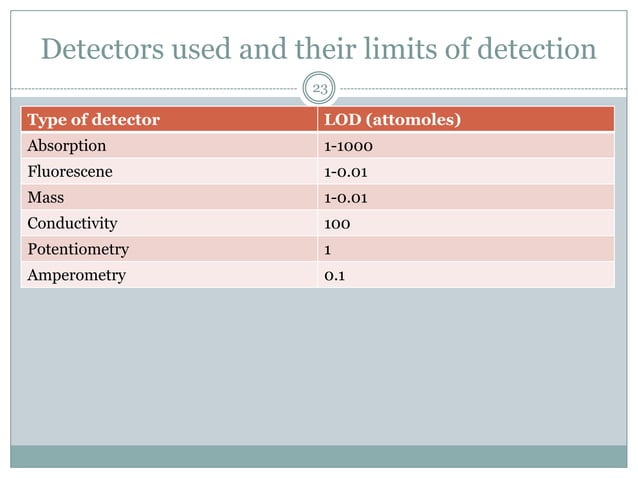 Detectors used and their limits of detection
23
Type of detector LOD (attomoles)
Absorption 1-1000
Fluorescene 1-0.01
Mass 1-0.01
Conductivity 100
Potentiometry 1
Amperometry 0.1